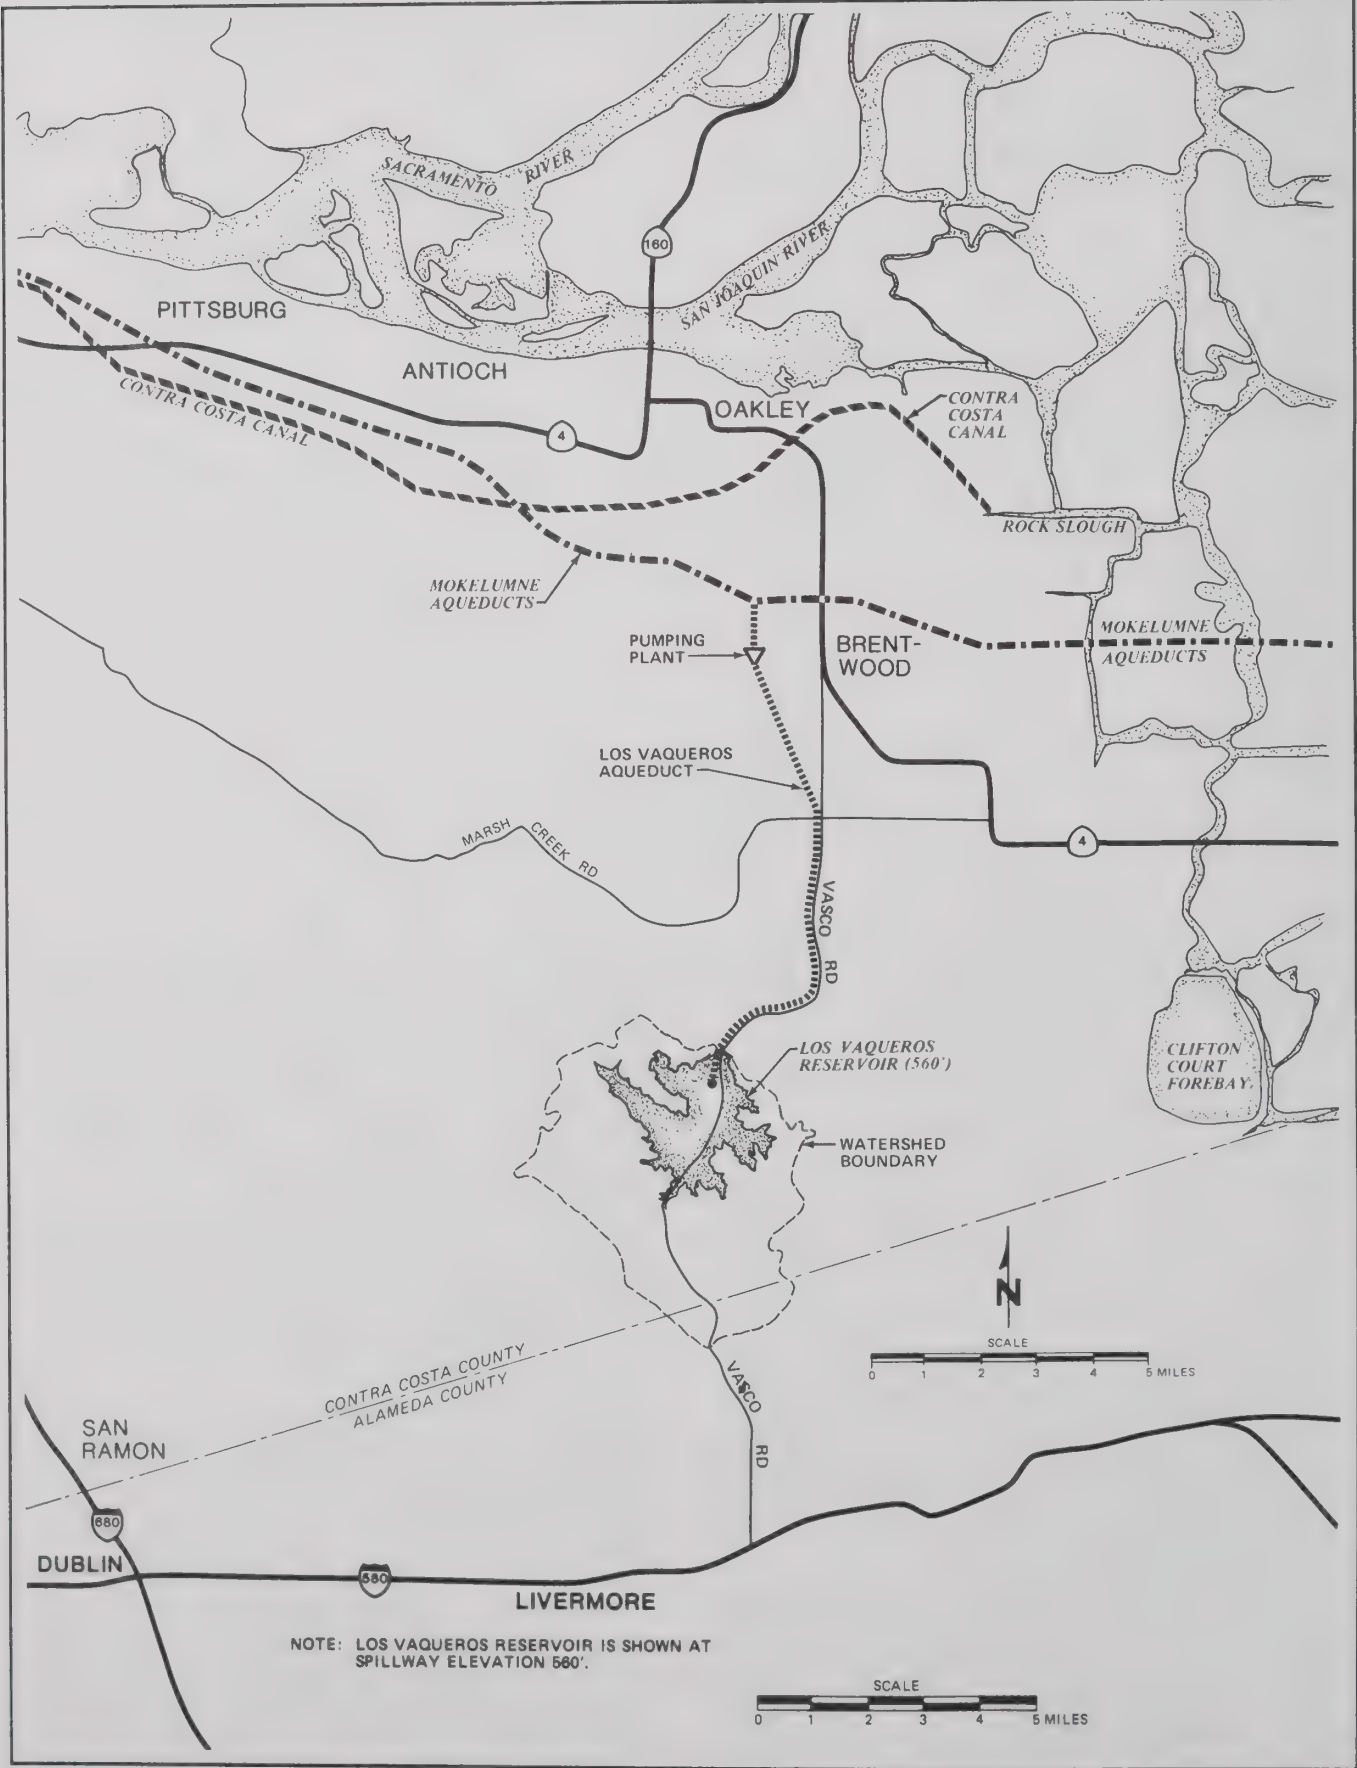 SACRAMENTO
RIVER
160
SAN JOAQUIN RIVER
PITTSBURG
ANTIOCH
CONTRA COSTA CANAL
OAKLEY
CONTRA
COSTA
CANAL
4
ROCK SLOUGH
MOKELUMNE
AQUEDUCTS
MOKELUMNE
AQUEDUCTS
PUMPING
PLANT
BRENT-
WOOD
LOS VAQUEROS
AQUEDUCT
MARSH CREEK RD
4
VASCO RD
LOS VAQUEROS
RESERVOIR (560')
CLIFTON
COURT
FOREBAY
WATERSHED
BOUNDARY
N
SCALE
0 1 2 3 4 5 MILES
CONTRA COSTA COUNTY
ALAMEDA COUNTY
VASCO RD
SAN
RAMON
680
DUBLIN
580
LIVERMORE
NOTE: LOS VAQUEROS RESERVOIR IS SHOWN AT
SPILLWAY ELEVATION 560'.
SCALE
0 1 2 3 4 5 MILES